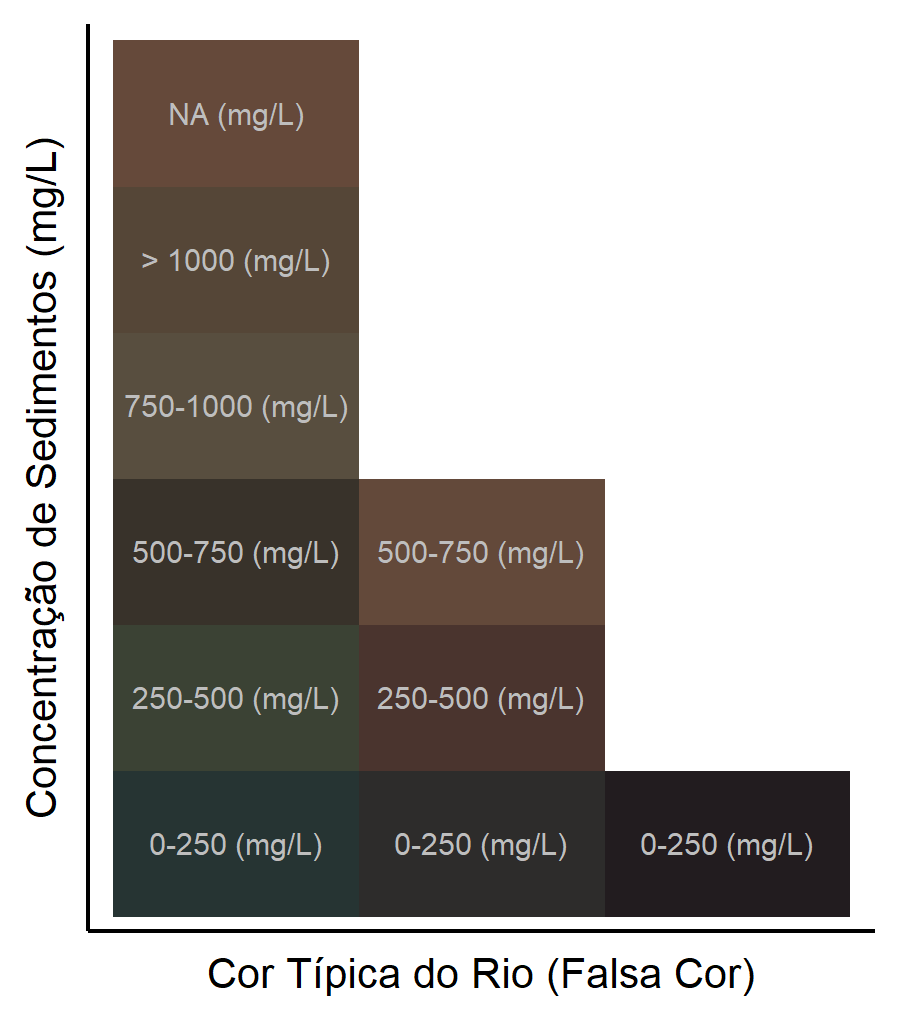 Concentração de Sedimentos (mg/L)
NA (mg/L)
> 1000 (mg/L)
750-1000 (mg/L)
500-750 (mg/L) 500-750 (mg/L)
250-500 (mg/L) 250-500 (mg/L)
0-250 (mg/L) 0-250 (mg/L) 0-250 (mg/L)
Cor Típica do Rio (Falsa Cor)